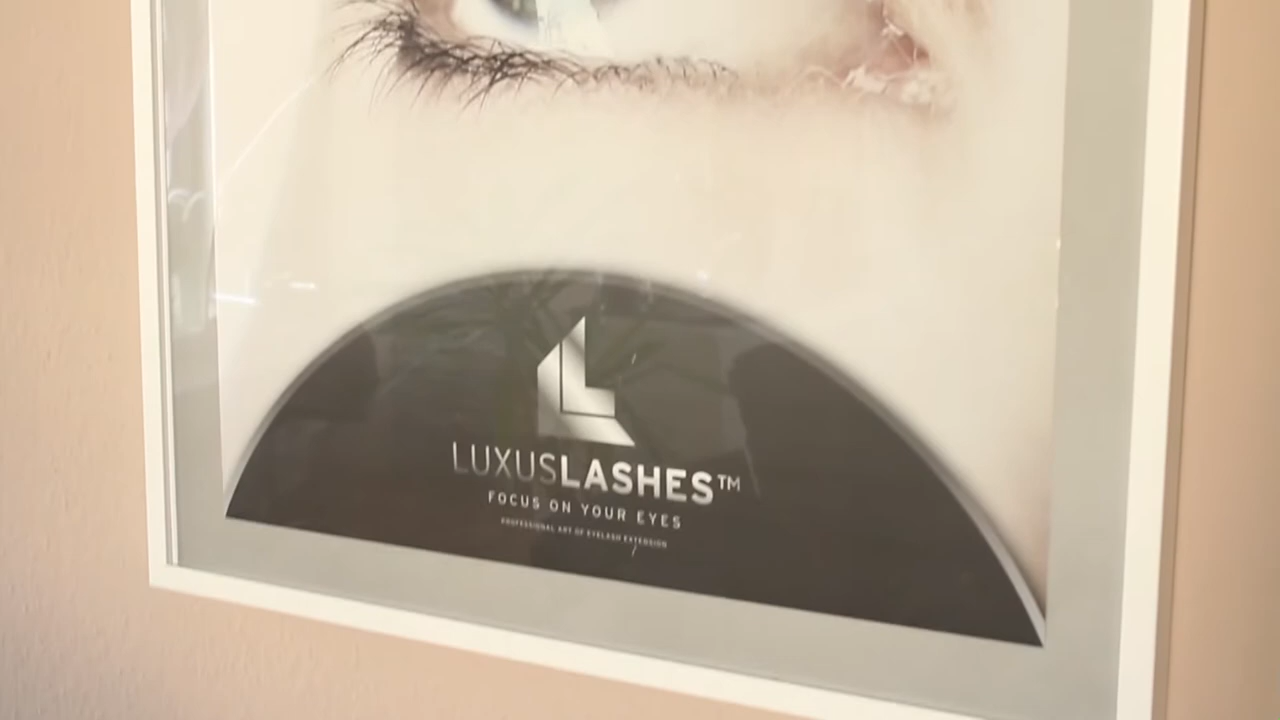 LUXUSLASHES™
FOCUS ON YOUR EYES
PROFESSIONAL ART OF EYELASH EXTENSION